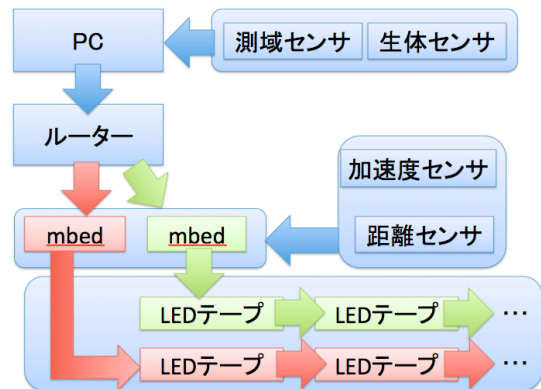 PC
測域センサ
生体センサ
ルーター
加速度センサ
mbed
mbed
距離センサ
LEDテープ
LEDテープ
…
LEDテープ
LEDテープ
…